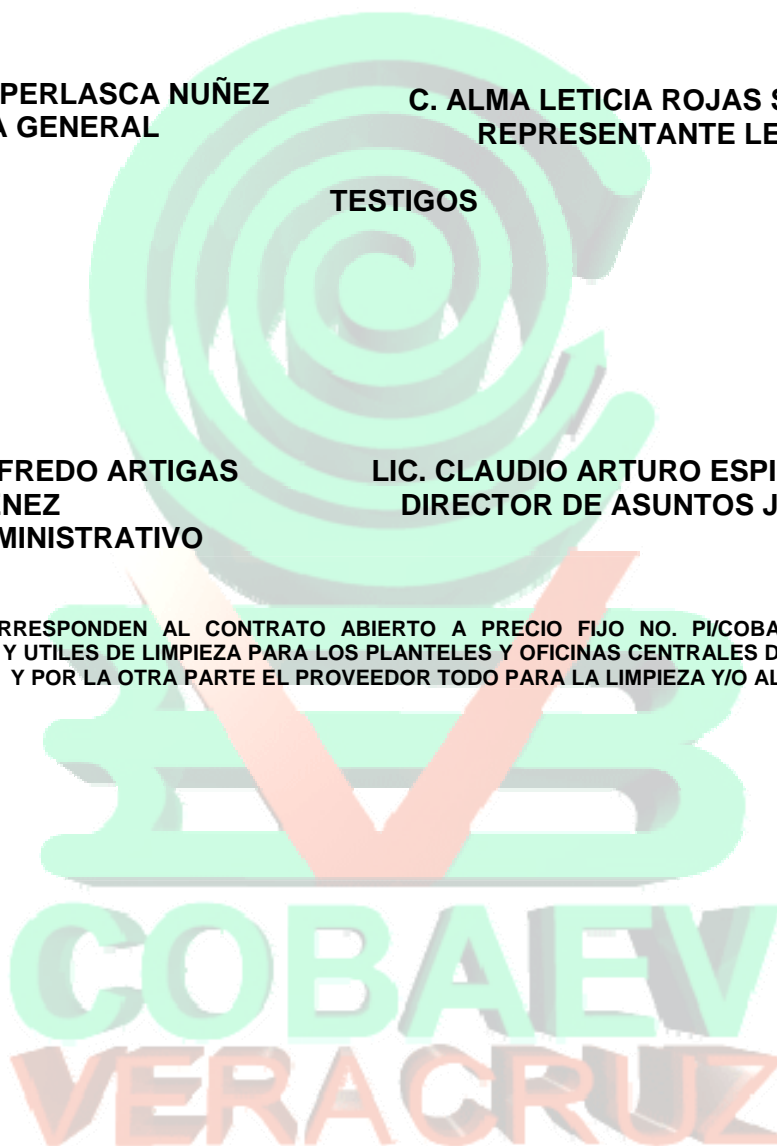 PERLASCA NUÑEZ
A GENERAL
C. ALMA LETICIA ROJAS S
REPRESENTANTE LE
TESTIGOS
FREDO ARTIGAS
ENEZ
MINISTRATIVO
LIC. CLAUDIO ARTURO ESPI
DIRECTOR DE ASUNTOS J
RRESPONDEN AL CONTRATO ABIERTO A PRECIO FIJO NO. PI/COBA
Y UTILES DE LIMPIEZA PARA LOS PLANTELES Y OFICINAS CENTRALES D
Y POR LA OTRA PARTE EL PROVEEDOR TODO PARA LA LIMPIEZA Y/O AL
COBAEV
VERACRUZ